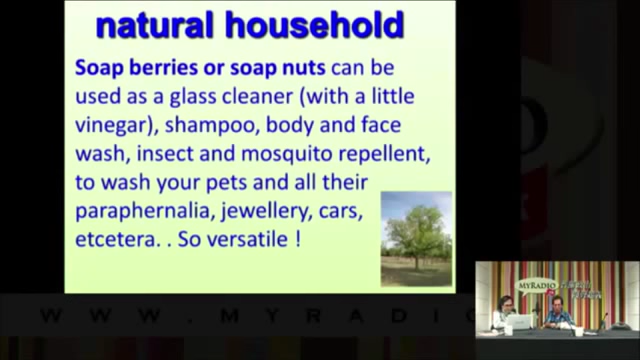 natural household
Soap berries or soap nuts can be
used as a glass cleaner (with a little
vinegar), shampoo, body and face
wash, insect and mosquito repellent,
to wash your pets and all their
paraphernalia, jewellery, cars,
etcetera. . So versatile !
MYRADIO
WWW.MYRADIO